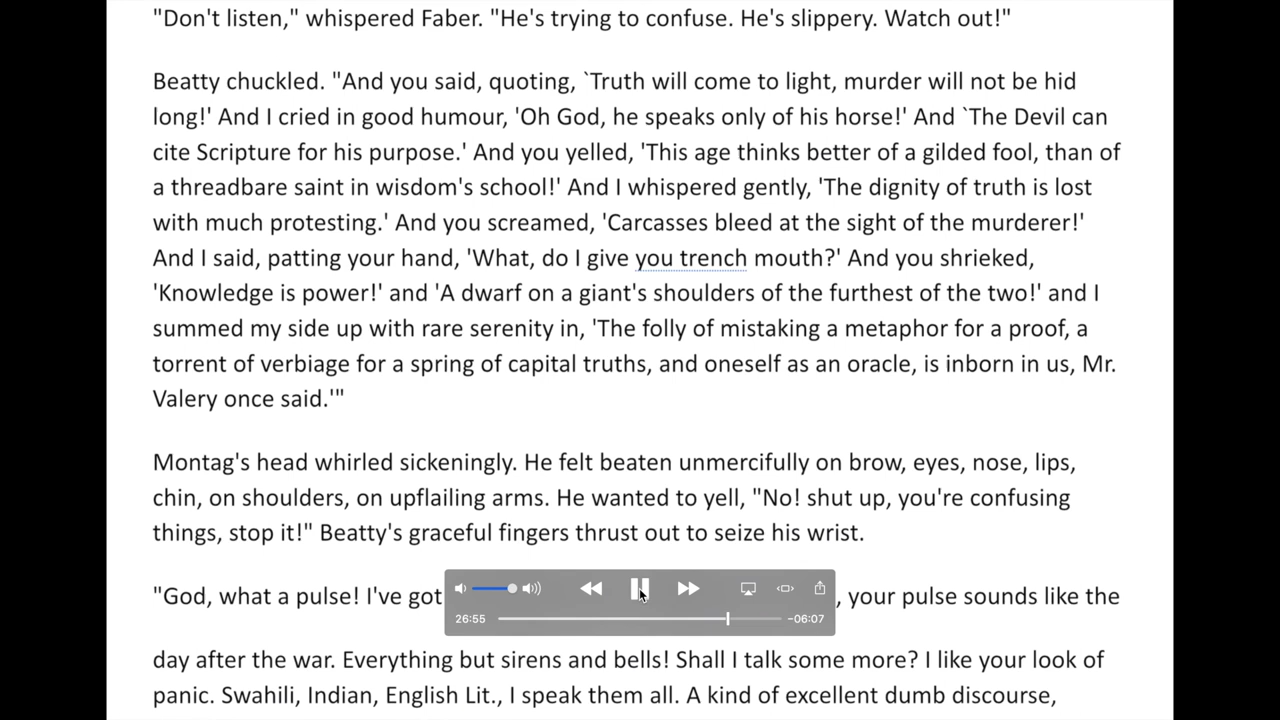 "Don't listen," whispered Faber. "He's trying to confuse. He's slippery. Watch out!"
Beatty chuckled. "And you said, quoting, `Truth will come to light, murder will not be hid
long!' And I cried in good humour, 'Oh God, he speaks only of his horse!' And `The Devil can
cite Scripture for his purpose.' And you yelled, 'This age thinks better of a gilded fool, than of
a threadbare saint in wisdom's school!' And I whispered gently, 'The dignity of truth is lost
with much protesting.' And you screamed, 'Carcasses bleed at the sight of the murderer!'
And I said, patting your hand, 'What, do I give you trench mouth?' And you shrieked,
'Knowledge is power!' and 'A dwarf on a giant's shoulders of the furthest of the two!' and I
summed my side up with rare serenity in, 'The folly of mistaking a metaphor for a proof, a
torrent of verbiage for a spring of capital truths, and oneself as an oracle, is inborn in us, Mr.
Valery once said.'"
Montag's head whirled sickeningly. He felt beaten unmercifully on brow, eyes, nose, lips,
chin, on shoulders, on upflailing arms. He wanted to yell, "No! shut up, you're confusing
things, stop it!" Beatty's graceful fingers thrust out to seize his wrist.
"God, what a pulse! I've got , your pulse sounds like the
26:55 -06:07
day after the war. Everything but sirens and bells! Shall I talk some more? I like your look of
panic. Swahili, Indian, English Lit., I speak them all. A kind of excellent dumb discourse,